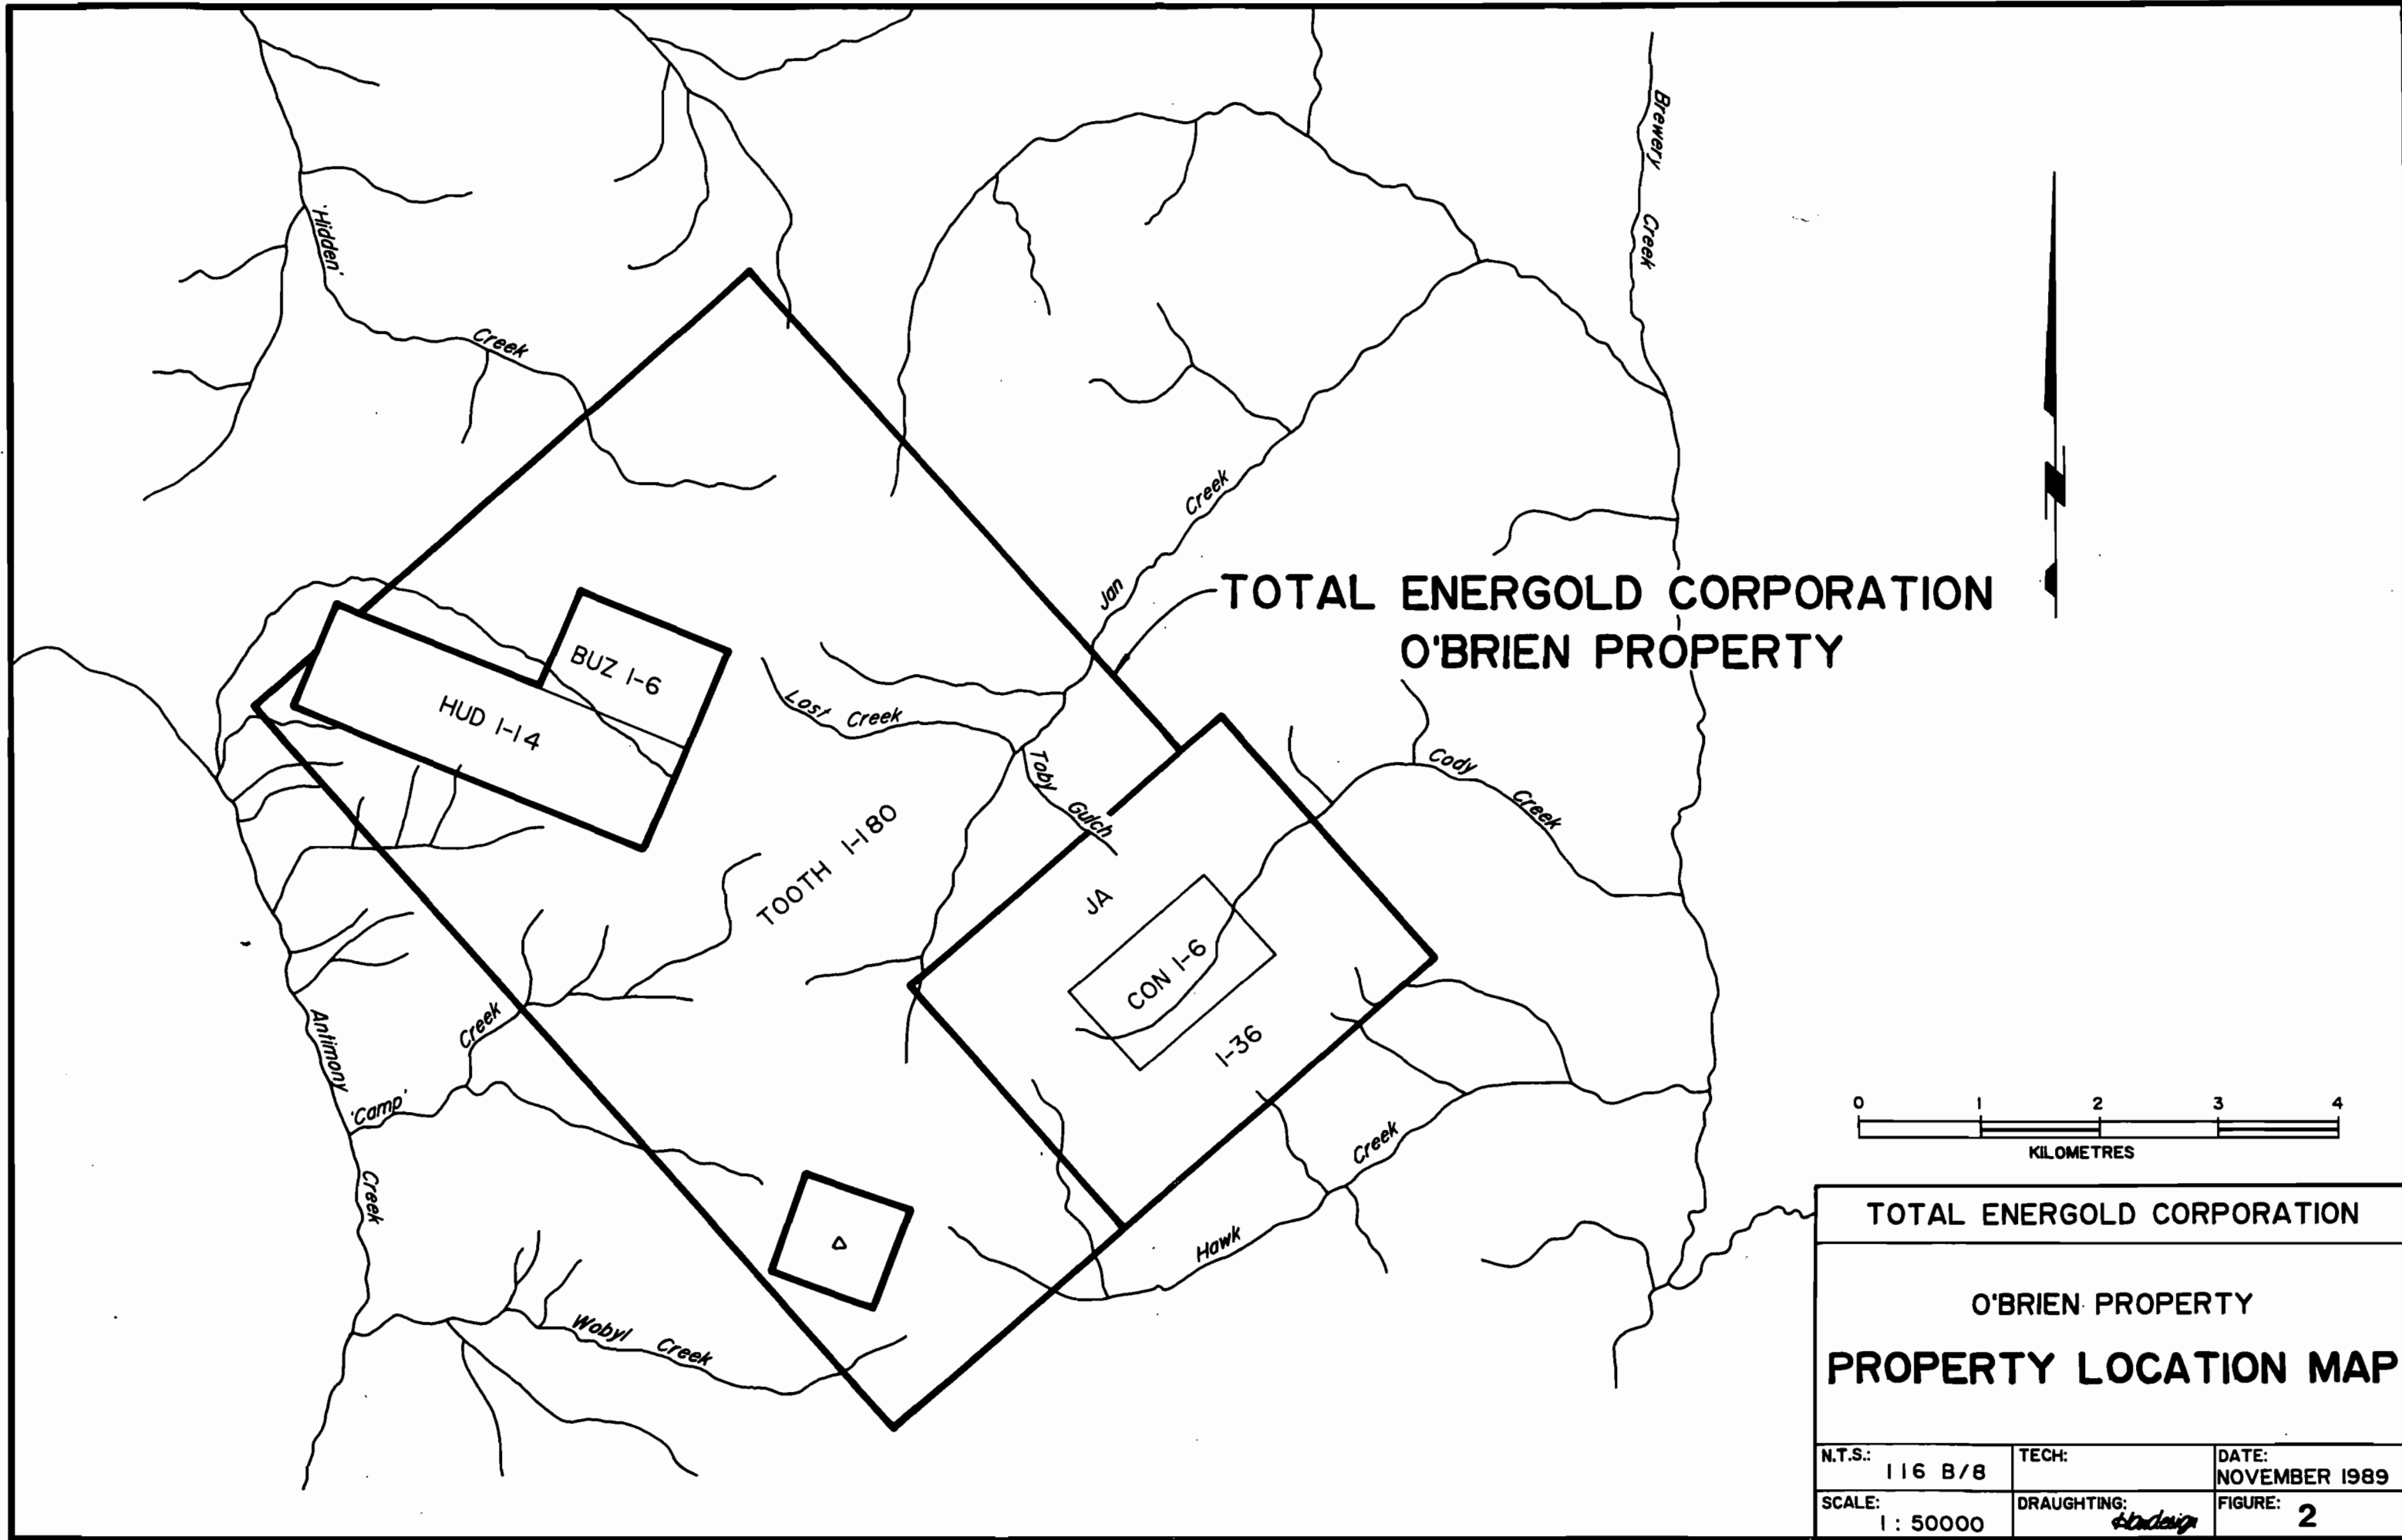 Brewery Creek
'Hidden'
Creek
Creek
Jan
TOTAL ENERGOLD CORPORATION
O'BRIEN PROPERTY
BUZ 1-6
HUD 1-14
Lost Creek
Toby
Gulch
Cody
Creek
TOOTH 1-180
JA
CON 1-6
1-36
Creek
Antimony
'Camp'
Creek
Creek
Hawk
Wobyl Creek
N
0 1 2 3 4
KILOMETRES
TOTAL ENERGOLD CORPORATION
O'BRIEN PROPERTY
PROPERTY LOCATION MAP
N.T.S.: 116 B/8
TECH:
DATE: NOVEMBER 1989
SCALE: 1 : 50000
DRAUGHTING:
FIGURE: 2